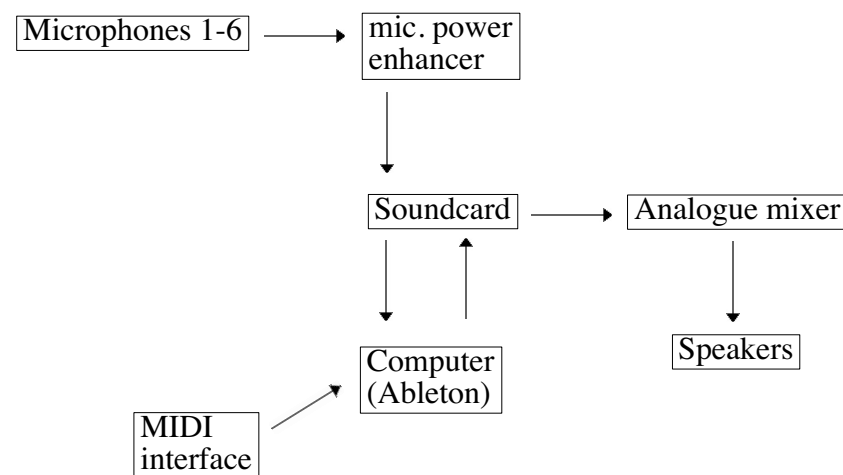 Microphones 1-6
mic. power
enhancer
Soundcard
Analogue mixer
Computer
(Ableton)
Speakers
MIDI
interface